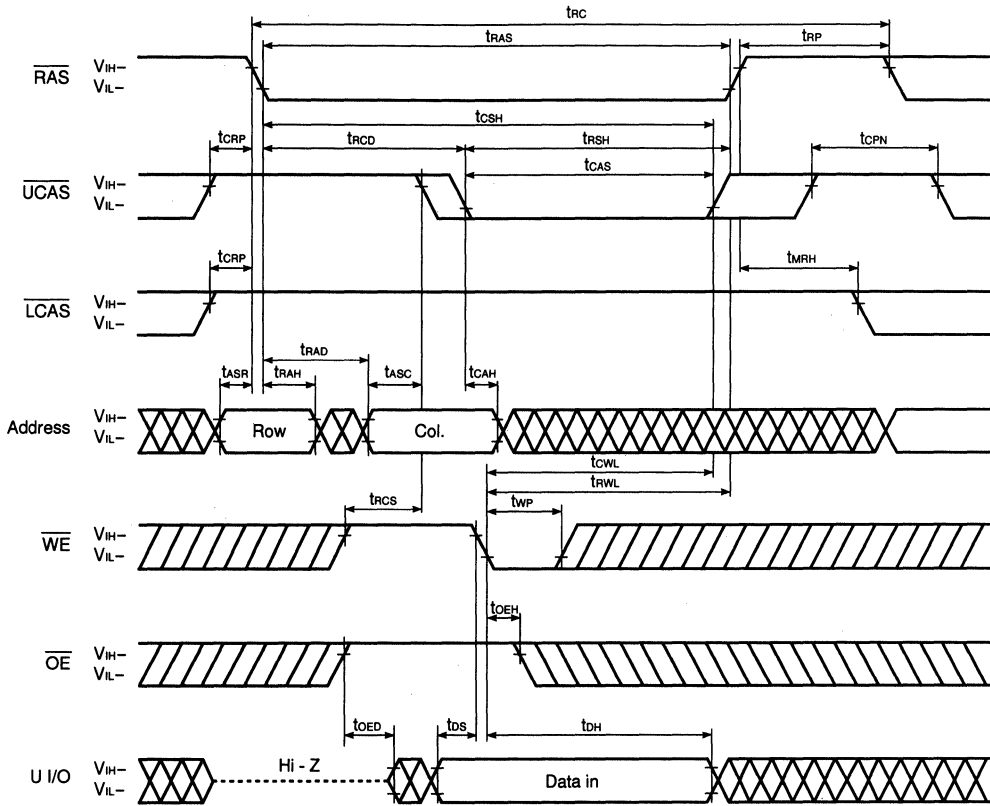 tRC
tRAS
tRP
RAS
VIH–
VIL–
tCSH
tCRP
tRCD
tRSH
tCPN
tCAS
UCAS
VIH–
VIL–
tCRP
tMRH
LCAS
VIH–
VIL–
tRAD
tASR
tRAH
tASC
tCAH
Address
VIH–
VIL–
Row
Col.
tCWL
tRWL
tRCS
tWP
WE
VIH–
VIL–
tOEH
OE
VIH–
VIL–
tOED
tDS
tDH
U I/O
VIH–
VIL–
Hi - Z
Data in